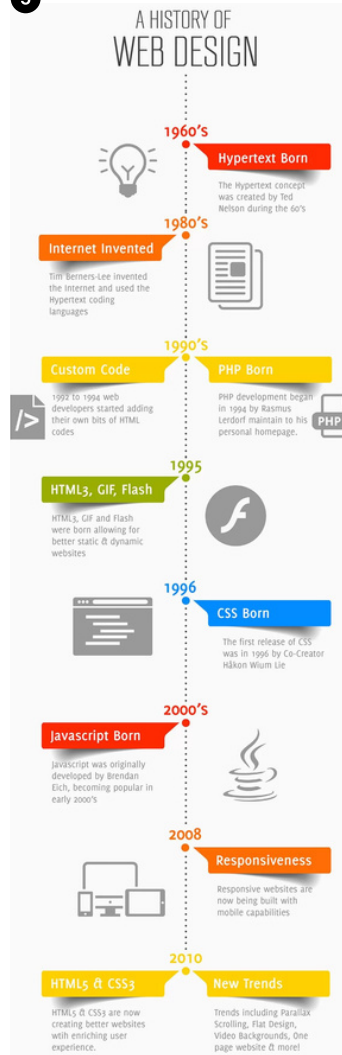 3
A HISTORY OF
WEB DESIGN
1960's
Hypertext Born
The Hypertext concept
was created by Ted
Nelson during the 60's
1980's
Internet Invented
Tim Berners-Lee invented
the Internet and used the
Hypertext coding
languages
1990's
Custom Code
1992 to 1994 web
developers started adding
their own bits of HTML
codes
/>
PHP Born
PHP development began
in 1994 by Rasmus
Lerdorf maintain to his
personal homepage.
PHP
1995
HTML3, GIF, Flash
HTML3, GIF and Flash
were born allowing for
better static & dynamic
websites
1996
CSS Born
The first release of CSS
was in 1996 by Co-Creator
Håkon Wium Lie
2000's
Javascript Born
Javascript was originally
developed by Brendan
Eich, becoming popular in
early 2000's
2008
Responsiveness
Responsive websites are
now being built with
mobile capabilities
2010
HTML5 & CSS3
HTML5 & CSS3 are now
creating better websites
wtih enriching user
experience.
New Trends
Trends including Parallax
Scrolling, Flat Design,
Video Backgrounds, One
page website & more!